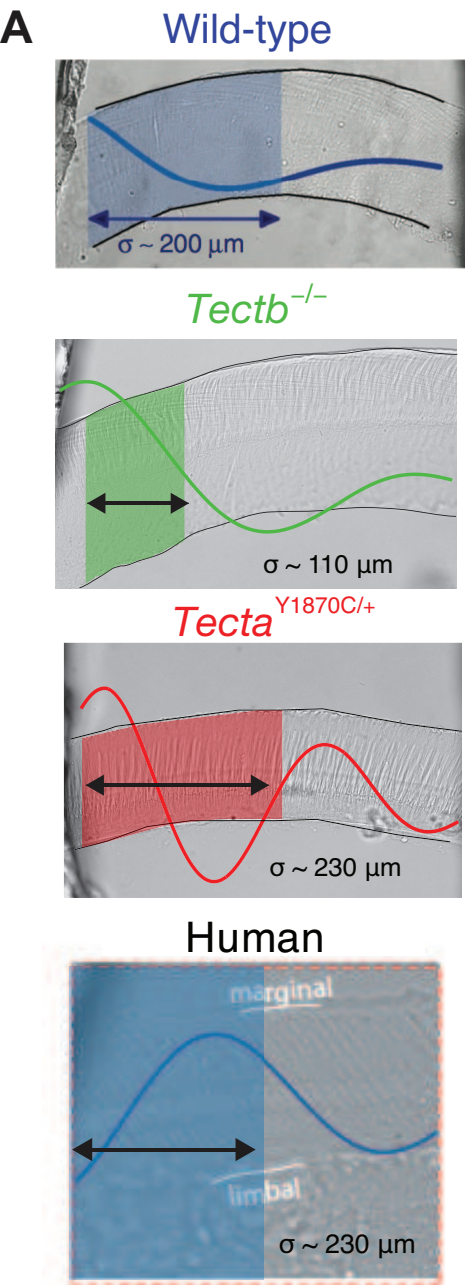 A
Wild-type
σ ~ 200 μm
Tectb−/−
σ ~ 110 μm
TectaY1870C/+
σ ~ 230 μm
Human
marginal
limbal
σ ~ 230 μm